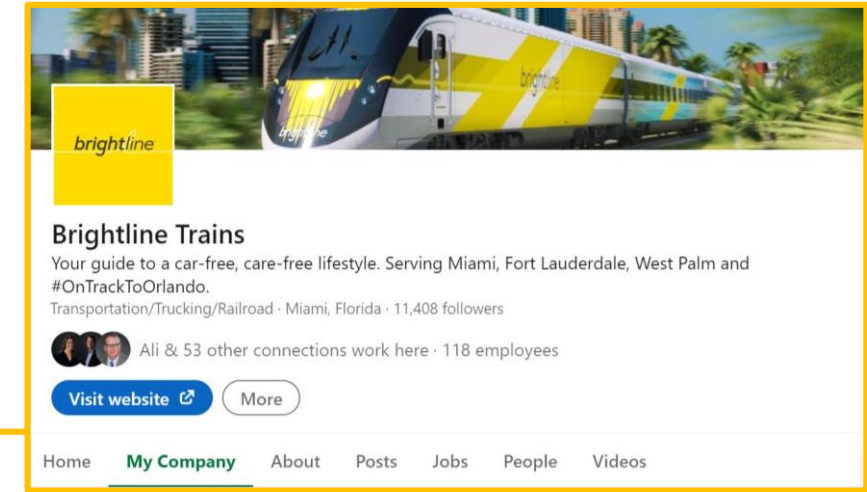 brightline
brightline
brightline
Brightline Trains
Your guide to a car-free, care-free lifestyle. Serving Miami, Fort Lauderdale, West Palm and
#OnTrackToOrlando.
Transportation/Trucking/Railroad · Miami, Florida · 11,408 followers
Ali & 53 other connections work here · 118 employees
Visit website More
Home My Company About Posts Jobs People Videos